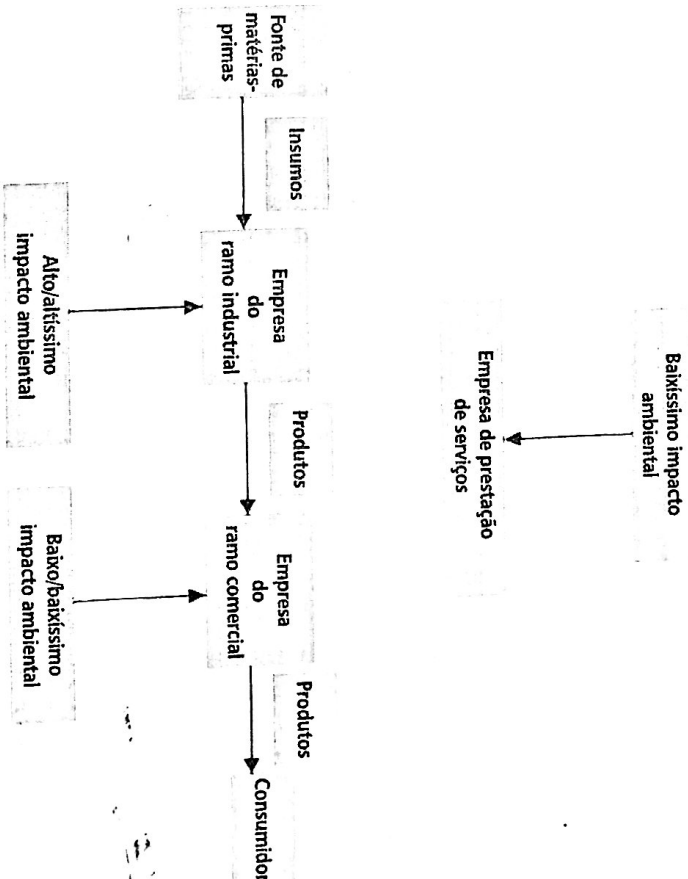 Baixíssimo impacto
ambiental
Empresa de prestação
de serviços
Fonte de
matérias-
primas
Insumos
Empresa
do
ramo industrial
Produtos
Empresa
do
ramo comercial
Produtos
Consumidor
Alto/altíssimo
impacto ambiental
Baixo/baixíssimo
impacto ambiental